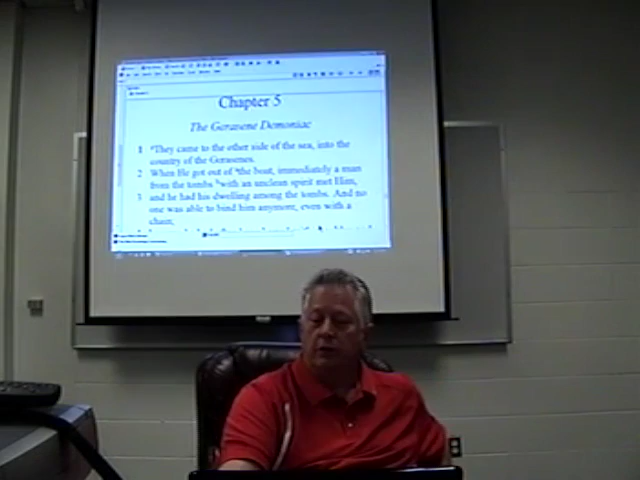 Chapter 5
The Gerasene Demoniac
1 ªThey came to the other side of the sea, into the
country of the Gerasenes.
2 When He got out of ªthe boat, immediately a man
from the tombs ᵇwith an unclean spirit met Him,
3 and he had his dwelling among the tombs. And no
one was able to bind him anymore, even with a
chain;